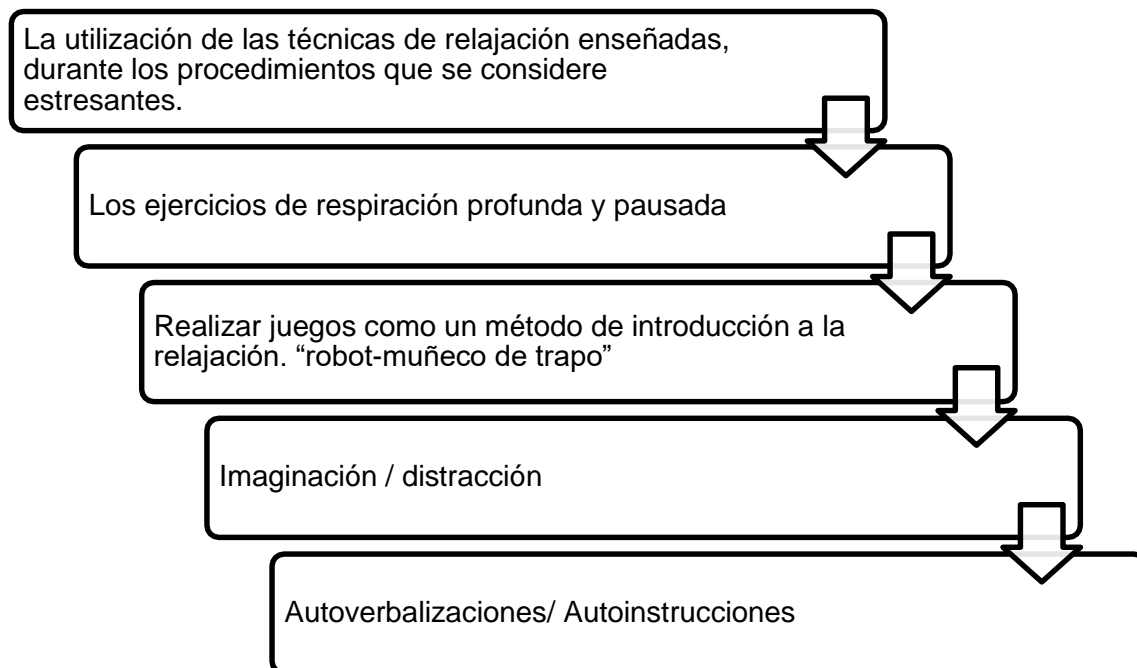 La utilización de las técnicas de relajación enseñadas,
durante los procedimientos que se considere
estresantes.
Los ejercicios de respiración profunda y pausada
Realizar juegos como un método de introducción a la
relajación. “robot-muñeco de trapo”
Imaginación / distracción
Autoverbalizaciones/ Autoinstrucciones